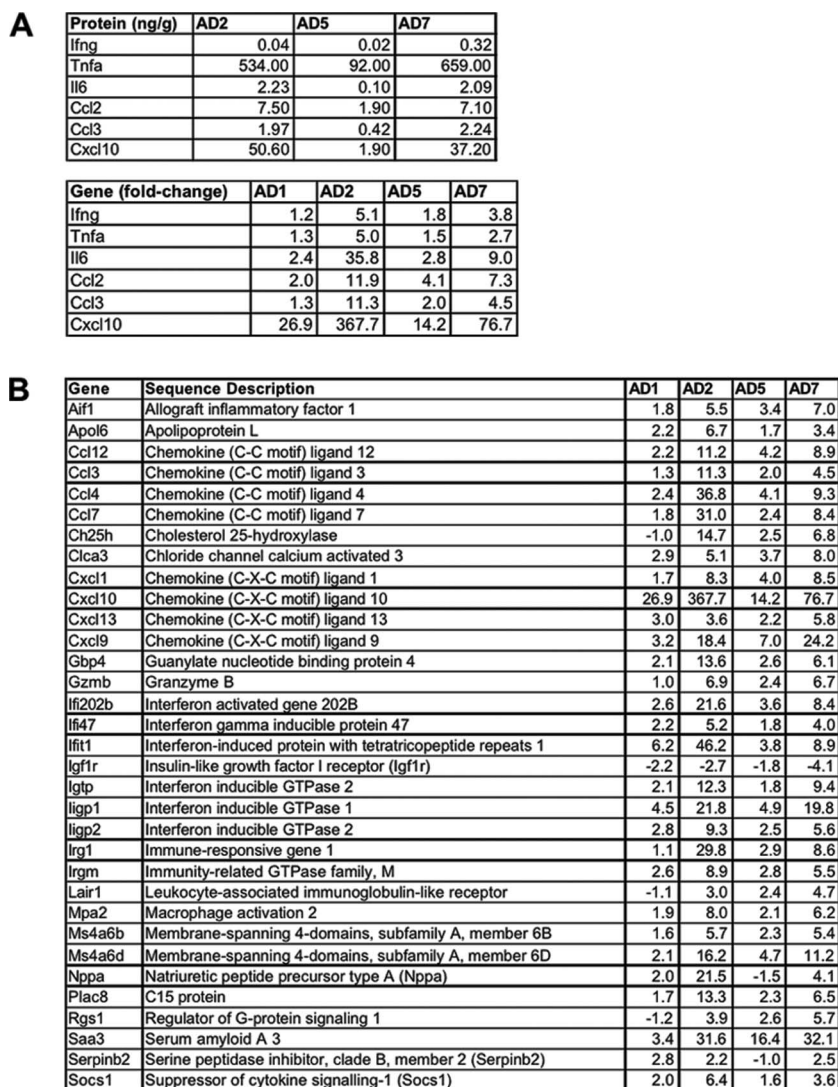 A
Protein (ng/g) AD2 AD5 AD7
Ifng 0.04 0.02 0.32
Tnfa 534.00 92.00 659.00
Il6 2.23 0.10 2.09
Ccl2 7.50 1.90 7.10
Ccl3 1.97 0.42 2.24
Cxcl10 50.60 1.90 37.20
Gene (fold-change) AD1 AD2 AD5 AD7
Ifng 1.2 5.1 1.8 3.8
Tnfa 1.3 5.0 1.5 2.7
Il6 2.4 35.8 2.8 9.0
Ccl2 2.0 11.9 4.1 7.3
Ccl3 1.3 11.3 2.0 4.5
Cxcl10 26.9 367.7 14.2 76.7
B
Gene Sequence Description AD1 AD2 AD5 AD7
Aif1 Allograft inflammatory factor 1 1.8 5.5 3.4 7.0
Apol6 Apolipoprotein L 2.2 6.7 1.7 3.4
Ccl12 Chemokine (C-C motif) ligand 12 2.2 11.2 4.2 8.9
Ccl3 Chemokine (C-C motif) ligand 3 1.3 11.3 2.0 4.5
Ccl4 Chemokine (C-C motif) ligand 4 2.4 36.8 4.1 9.3
Ccl7 Chemokine (C-C motif) ligand 7 1.8 31.0 2.4 8.4
Ch25h Cholesterol 25-hydroxylase -1.0 14.7 2.5 6.8
Clca3 Chloride channel calcium activated 3 2.9 5.1 3.7 8.0
Cxcl1 Chemokine (C-X-C motif) ligand 1 1.7 8.3 4.0 8.5
Cxcl10 Chemokine (C-X-C motif) ligand 10 26.9 367.7 14.2 76.7
Cxcl13 Chemokine (C-X-C motif) ligand 13 3.0 3.6 2.2 5.8
Cxcl9 Chemokine (C-X-C motif) ligand 9 3.2 18.4 7.0 24.2
Gbp4 Guanylate nucleotide binding protein 4 2.1 13.6 2.6 6.1
Gzmb Granzyme B 1.0 6.9 2.4 6.7
Ifi202b Interferon activated gene 202B 2.6 21.6 3.6 8.4
Ifi47 Interferon gamma inducible protein 47 2.2 5.2 1.8 4.0
Ifit1 Interferon-induced protein with tetratricopeptide repeats 1 6.2 46.2 3.8 8.9
Igf1r Insulin-like growth factor I receptor (Igf1r) -2.2 -2.7 -1.8 -4.1
Igtp Interferon inducible GTPase 2 2.1 12.3 1.8 9.4
Iigp1 Interferon inducible GTPase 1 4.5 21.8 4.9 19.8
Iigp2 Interferon inducible GTPase 2 2.8 9.3 2.5 5.6
Irg1 Immune-responsive gene 1 1.1 29.8 2.9 8.6
Irgm Immunity-related GTPase family, M 2.6 8.9 2.8 5.5
Lair1 Leukocyte-associated immunoglobulin-like receptor -1.1 3.0 2.4 4.7
Mpa2 Macrophage activation 2 1.9 8.0 2.1 6.2
Ms4a6b Membrane-spanning 4-domains, subfamily A, member 6B 1.6 5.7 2.3 5.4
Ms4a6d Membrane-spanning 4-domains, subfamily A, member 6D 2.1 16.2 4.7 11.2
Nppa Natriuretic peptide precursor type A (Nppa) 2.0 21.5 -1.5 4.1
Plac8 C15 protein 1.7 13.3 2.3 6.5
Rgs1 Regulator of G-protein signaling 1 -1.2 3.9 2.6 5.7
Saa3 Serum amyloid A 3 3.4 31.6 16.4 32.1
Serpinb2 Serine peptidase inhibitor, clade B, member 2 (Serpinb2) 2.8 2.2 -1.0 2.5
Socs1 Suppressor of cytokine signalling-1 (Socs1) 2.0 6.4 1.6 3.6